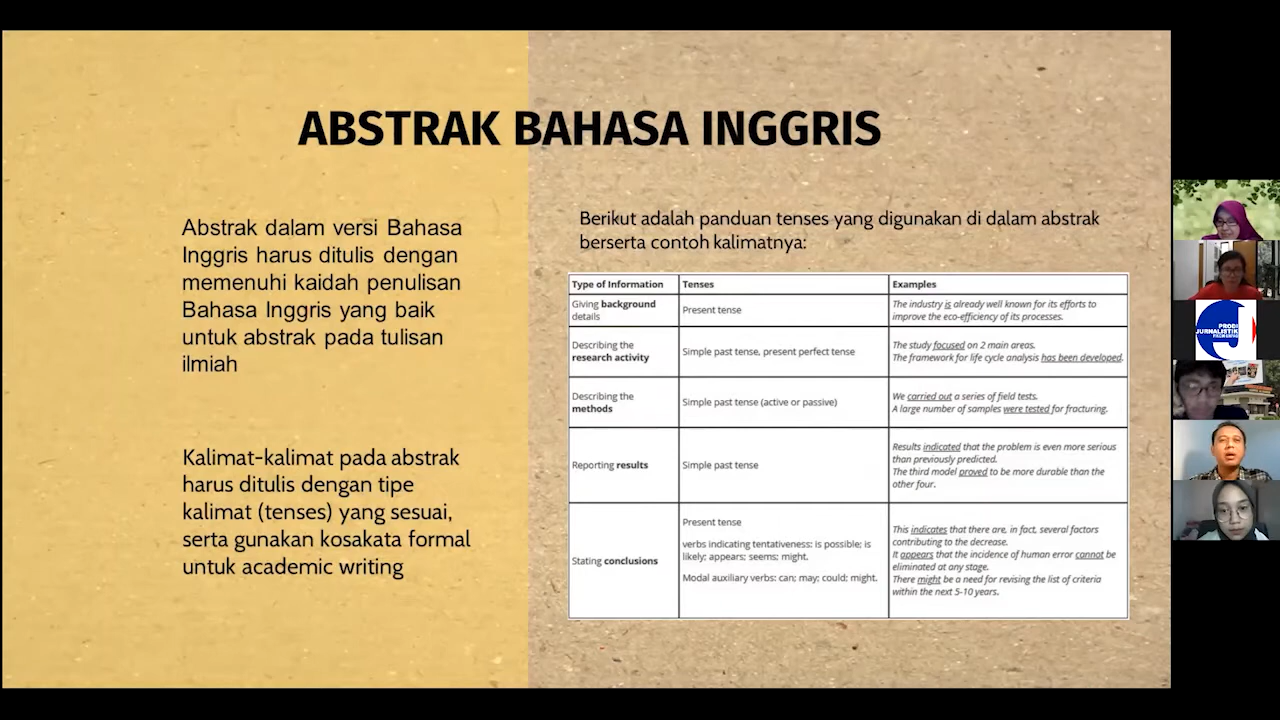 ABSTRAK BAHASA INGGRIS
Abstrak dalam versi Bahasa
Inggris harus ditulis dengan
memenuhi kaidah penulisan
Bahasa Inggris yang baik
untuk abstrak pada tulisan
ilmiah
Kalimat-kalimat pada abstrak
harus ditulis dengan tipe
kalimat (tenses) yang sesuai,
serta gunakan kosakata formal
untuk academic writing
Berikut adalah panduan tenses yang digunakan di dalam abstrak
berserta contoh kalimatnya:
Type of Information Tenses Examples
Giving background
details
Present tense
The industry is already well known for its efforts to
improve the eco-efficiency of its processes.
Describing the
research activity
Simple past tense, present perfect tense
The study focused on 2 main areas.
The framework for life cycle analysis has been developed.
Describing the
methods
Simple past tense (active or passive)
We carried out a series of field tests.
A large number of samples were tested for fracturing.
Reporting results
Simple past tense
Results indicated that the problem is even more serious
than previously predicted.
The third model proved to be more durable than the
other four.
Stating conclusions
Present tense
verbs indicating tentativeness: is possible; is
likely; appears; seems; might.
Modal auxiliary verbs: can; may; could; might.
This indicates that there are, in fact, several factors
contributing to the decrease.
It appears that the incidence of human error cannot be
eliminated at any stage.
There might be a need for revising the list of criteria
within the next 5-10 years.
PRODI
JURNALISTIK